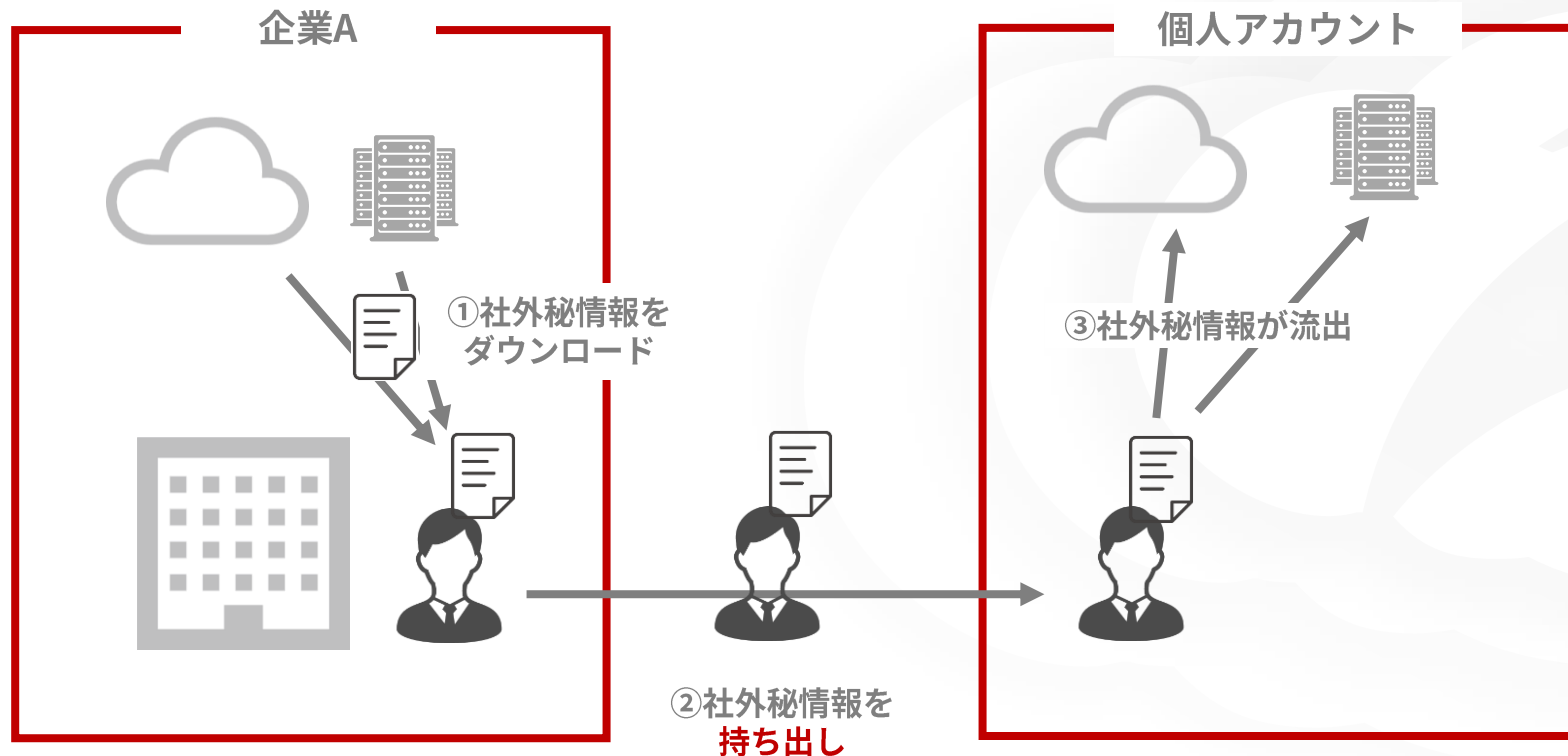 企業A
個人アカウント
①社外秘情報を
ダウンロード
③社外秘情報が流出
②社外秘情報を
持ち出し